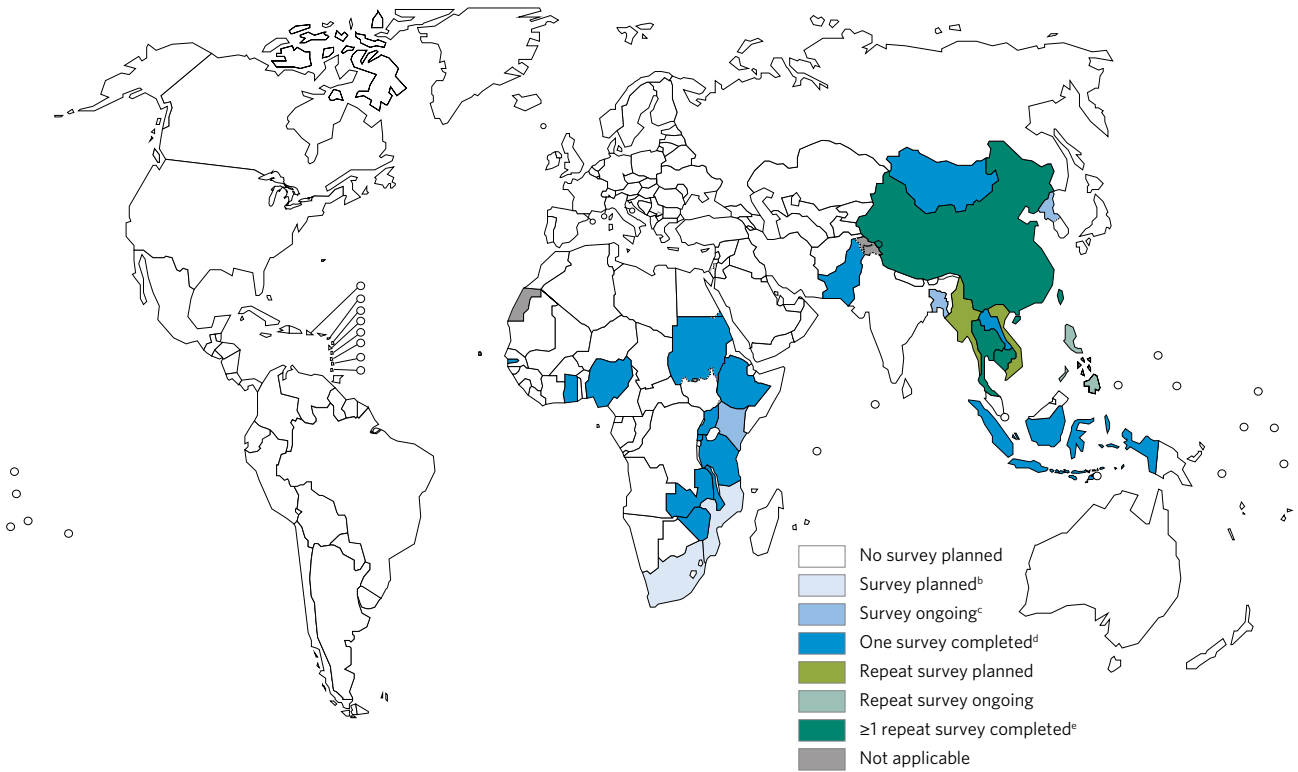 No survey planned
Survey plannedᵇ
Survey ongoingᶜ
One survey completedᵈ
Repeat survey planned
Repeat survey ongoing
≥1 repeat survey completedᵉ
Not applicable